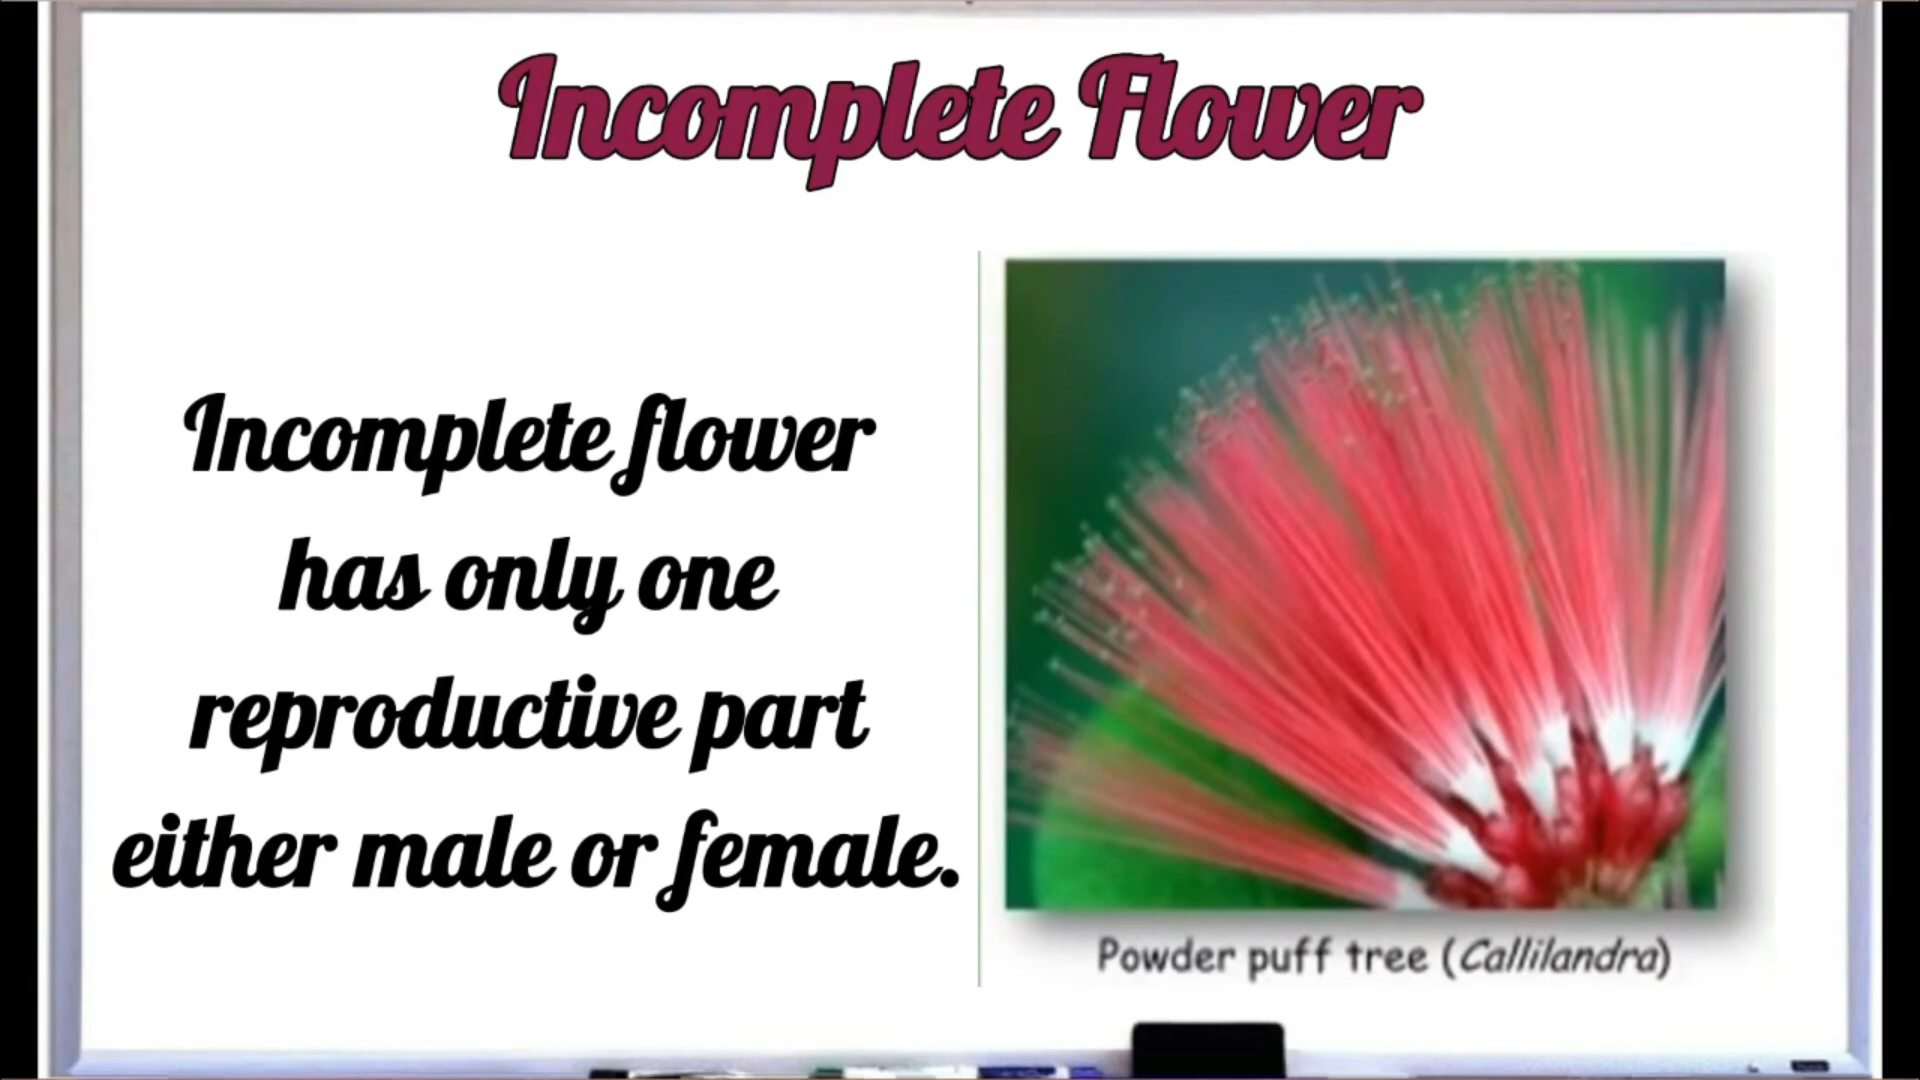 Incomplete Flower
Incomplete flower
has only one
reproductive part
either male or female.
Powder puff tree (Callilandra)